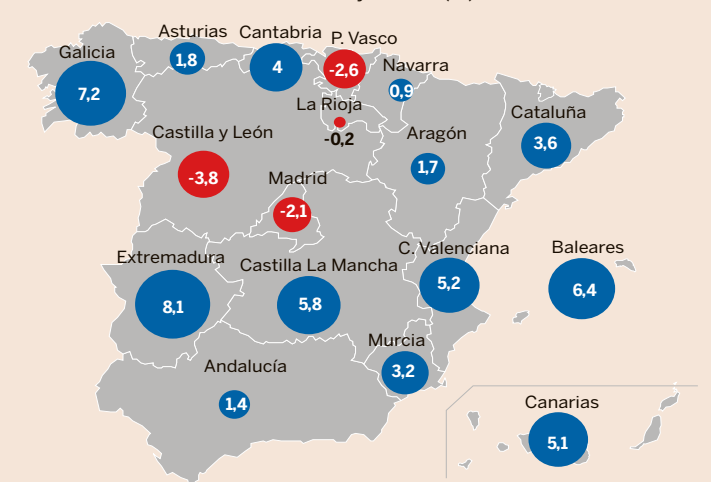 Galicia
7,2
Asturias
1,8
Cantabria
4
P. Vasco
-2,6
Navarra
0,9
La Rioja
-0,2
Castilla y León
-3,8
Aragón
1,7
Cataluña
3,6
Madrid
-2,1
Extremadura
8,1
Castilla La Mancha
5,8
C. Valenciana
5,2
Baleares
6,4
Murcia
3,2
Andalucía
1,4
Canarias
5,1